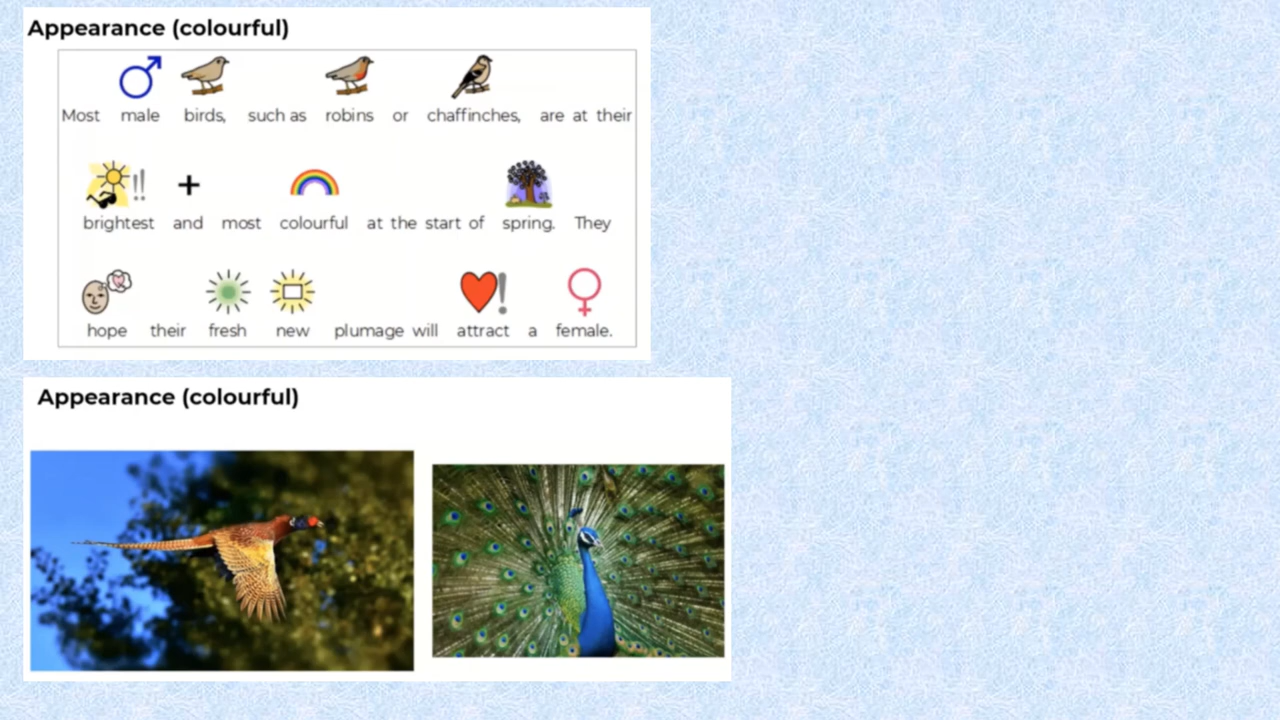 Appearance (colourful)
Most male birds, such as robins or chaffinches, are at their
brightest and most colourful at the start of spring. They
hope their fresh new plumage will attract a female.
Appearance (colourful)